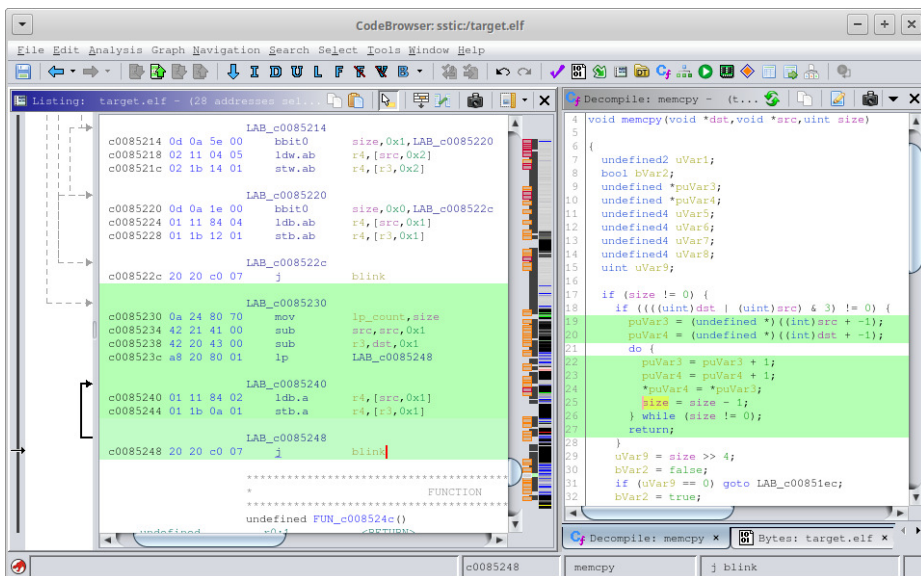 CodeBrowser: sstic:/target.elf
File Edit Analysis Graph Navigation Search Select Tools Window Help
I D U L F R V B
Listing: target.elf - (28 addresses sel...
LAB_c0085214
c0085214 0d 0a 5e 00 bbit0 size,0x1,LAB_c0085220
c0085218 02 11 04 05 ldw.ab r4,[src,0x2]
c008521c 02 1b 14 01 stw.ab r4,[r3,0x2]
LAB_c0085220
c0085220 0d 0a 1e 00 bbit0 size,0x0,LAB_c008522c
c0085224 01 11 84 04 ldb.ab r4,[src,0x1]
c0085228 01 1b 12 01 stb.ab r4,[r3,0x1]
LAB_c008522c
c008522c 20 20 c0 07 j blink
LAB_c0085230
c0085230 0a 24 80 70 mov lp_count,size
c0085234 42 21 41 00 sub src,src,0x1
c0085238 42 20 43 00 sub r3,dst,0x1
c008523c a8 20 80 01 lp LAB_c0085248
LAB_c0085240
c0085240 01 11 84 02 ldb.a r4,[src,0x1]
c0085244 01 1b 0a 01 stb.a r4,[r3,0x1]
LAB_c0085248
c0085248 20 20 c0 07 j blink
************************************
* FUNCTION
************************************
undefined FUN_c008524c()
undefined r0:1 <RETURN>
Decompile: memcpy - (t...
4 void memcpy(void *dst,void *src,uint size)
5
6 {
7 undefined2 uVar1;
8 bool bVar2;
9 undefined *puVar3;
10 undefined *puVar4;
11 undefined4 uVar5;
12 undefined4 uVar6;
13 undefined4 uVar7;
14 undefined4 uVar8;
15 uint uVar9;
16
17 if (size != 0) {
18 if ((((uint)dst | (uint)src) & 3) != 0) {
19 puVar3 = (undefined *)((int)src + -1);
20 puVar4 = (undefined *)((int)dst + -1);
21 do {
22 puVar3 = puVar3 + 1;
23 puVar4 = puVar4 + 1;
24 *puVar4 = *puVar3;
25 size = size - 1;
26 } while (size != 0);
27 return;
28 }
29 uVar9 = size >> 4;
30 bVar2 = false;
31 if (uVar9 == 0) goto LAB_c00851ec;
32 bVar2 = true;
Decompile: memcpy × Bytes: target.elf ×
c0085248 memcpy j blink